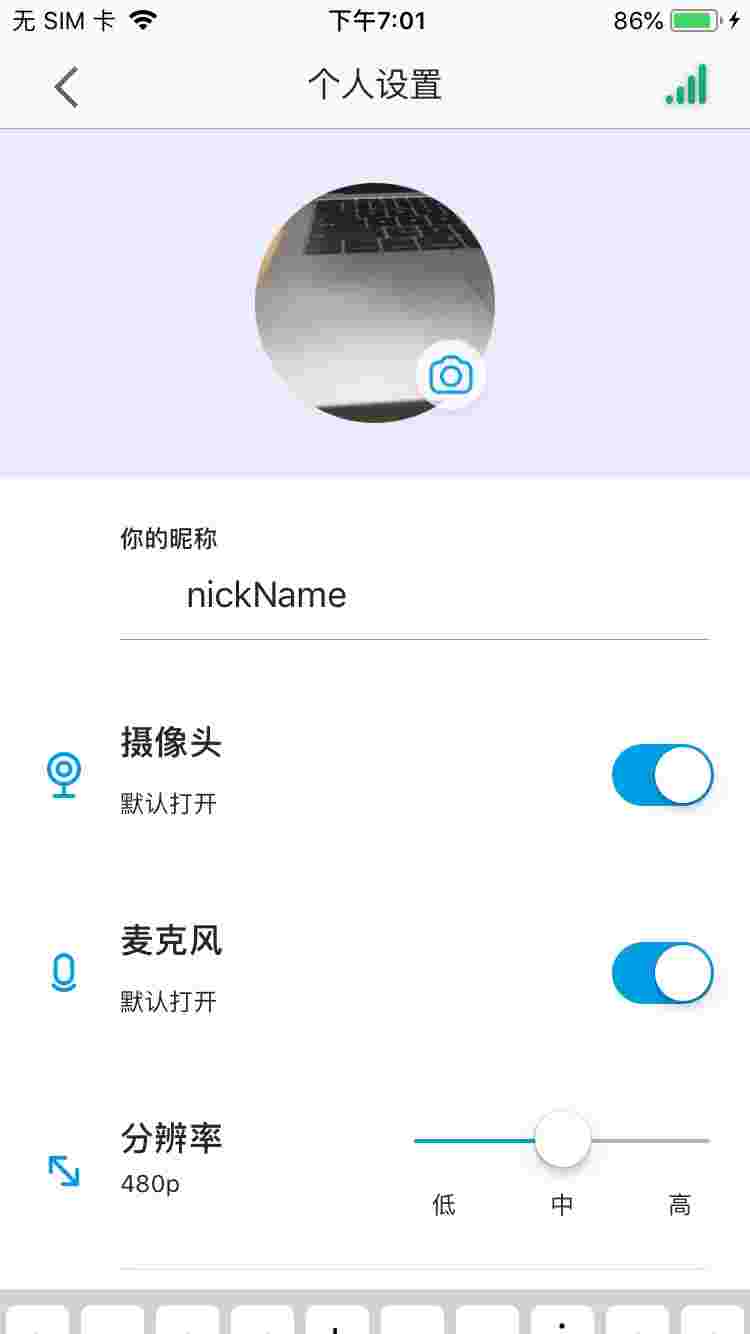 无 SIM 卡
下午7:01
86%
个人设置
你的昵称
nickName
摄像头
默认打开
麦克风
默认打开
分辨率
480p
低 中 高